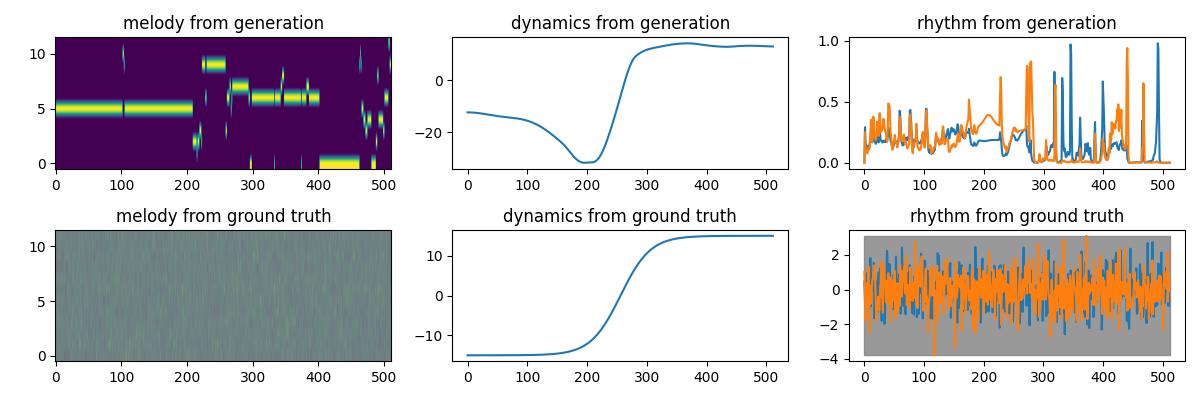 melody from generation
dynamics from generation
rhythm from generation
10
5
0
0 100 200 300 400 500
0
−20
0 100 200 300 400 500
1.0
0.5
0.0
0 100 200 300 400 500
melody from ground truth
dynamics from ground truth
rhythm from ground truth
10
5
0
0 100 200 300 400 500
10
0
−10
0 100 200 300 400 500
2
0
−2
−4
0 100 200 300 400 500